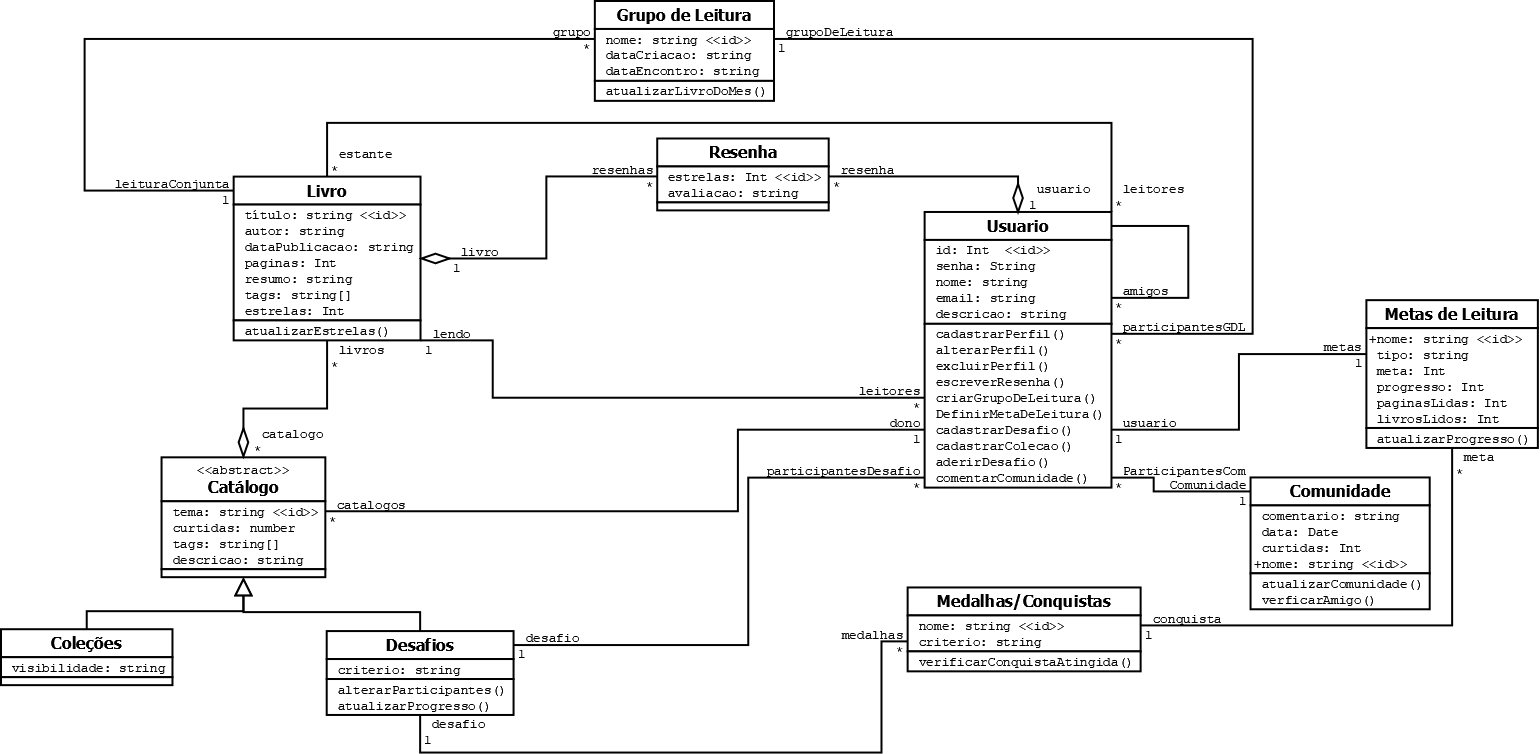 Grupo de Leitura
nome: string <<id>>
dataCriacao: string
dataEncontro: string
atualizarLivroDoMes()
grupo
*
grupoDeLeitura
1
estante
*
leituraConjunta
1
Livro
título: string <<id>>
autor: string
dataPublicacao: string
paginas: Int
resumo: string
tags: string[]
estrelas: Int
atualizarEstrelas()
resenhas
*
Resenha
estrelas: Int <<id>>
avaliacao: string
resenha
*
usuario
1
leitores
*
livro
1
Usuario
id: Int <<id>>
senha: String
nome: string
email: string
descricao: string
cadastrarPerfil()
alterarPerfil()
excluirPerfil()
escreverResenha()
criarGrupoDeLeitura()
DefinirMetaDeLeitura()
cadastrarDesafio()
cadastrarColecao()
aderirDesafio()
comentarComunidade()
amigos
*
participantesGDL
*
lendo
1
livros
*
leitores
*
metas
1
Metas de Leitura
+nome: string <<id>>
tipo: string
meta: Int
progresso: Int
paginasLidas: Int
livrosLidos: Int
atualizarProgresso()
usuario
1
meta
*
dono
1
catalogo
*
<<abstract>>
Catálogo
tema: string <<id>>
curtidas: number
tags: string[]
descricao: string
catalogos
*
participantesDesafio
*
ParticipantesCom
*
Comunidade
1
Comunidade
comentario: string
data: Date
curtidas: Int
+nome: string <<id>>
atualizarComunidade()
verficarAmigo()
Coleções
visibilidade: string
Desafios
criterio: string
alterarParticipantes()
atualizarProgresso()
desafio
1
desafio
1
medalhas
*
Medalhas/Conquistas
nome: string <<id>>
criterio: string
verificarConquistaAtingida()
conquista
1